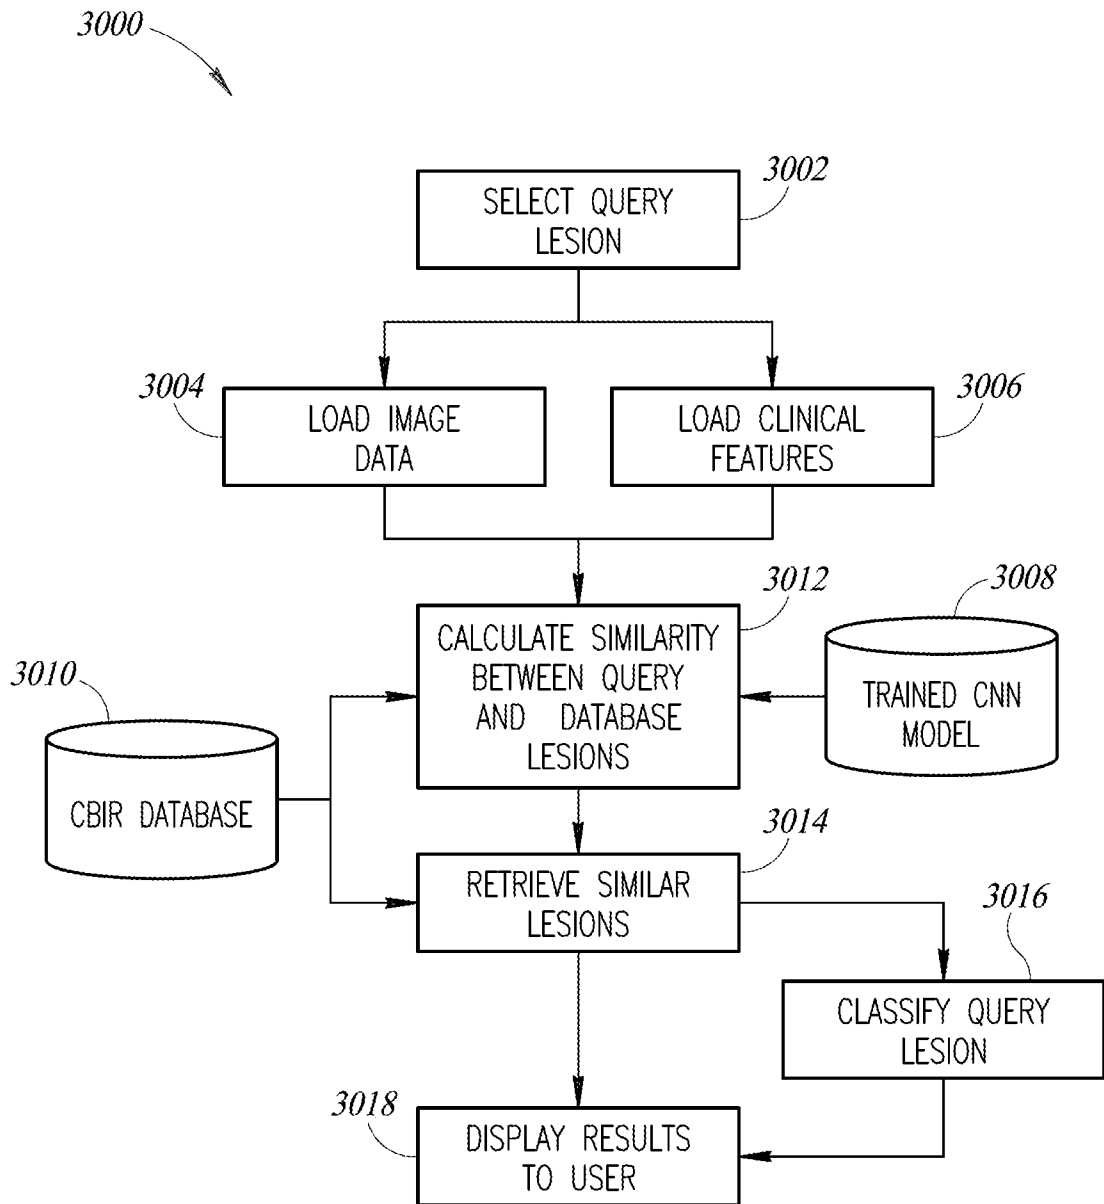 3000
3002
SELECT QUERY
LESION
3004
LOAD IMAGE
DATA
3006
LOAD CLINICAL
FEATURES
3012
CALCULATE SIMILARITY
BETWEEN QUERY
AND DATABASE
LESIONS
3008
TRAINED CNN
MODEL
3010
CBIR DATABASE
3014
RETRIEVE SIMILAR
LESIONS
3016
CLASSIFY QUERY
LESION
3018
DISPLAY RESULTS
TO USER